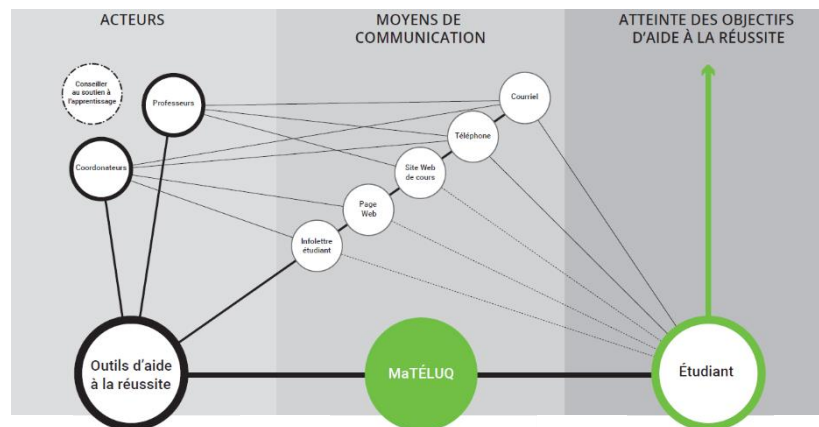 ACTEURS
MOYENS DE
COMMUNICATION
ATTEINTE DES OBJECTIFS
D'AIDE À LA RÉUSSITE
Conseiller
au soutien à
l'apprentissage
Professeurs
Coordonateurs
Courriel
Téléphone
Site Web
de cours
Page
Web
Infolettre
étudiant
Outils d'aide
à la réussite
MaTÉLUQ
Étudiant